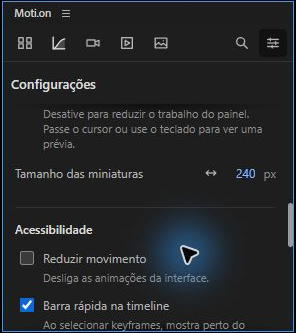 Moti.on
Configurações
Desative para reduzir o trabalho do painel.
Passe o cursor ou use o teclado para ver uma
prévia.
Tamanho das miniaturas 240 px
Acessibilidade
Reduzir movimento
Desliga as animações da interface.
Barra rápida na timeline
Ao selecionar keyframes, mostra perto do